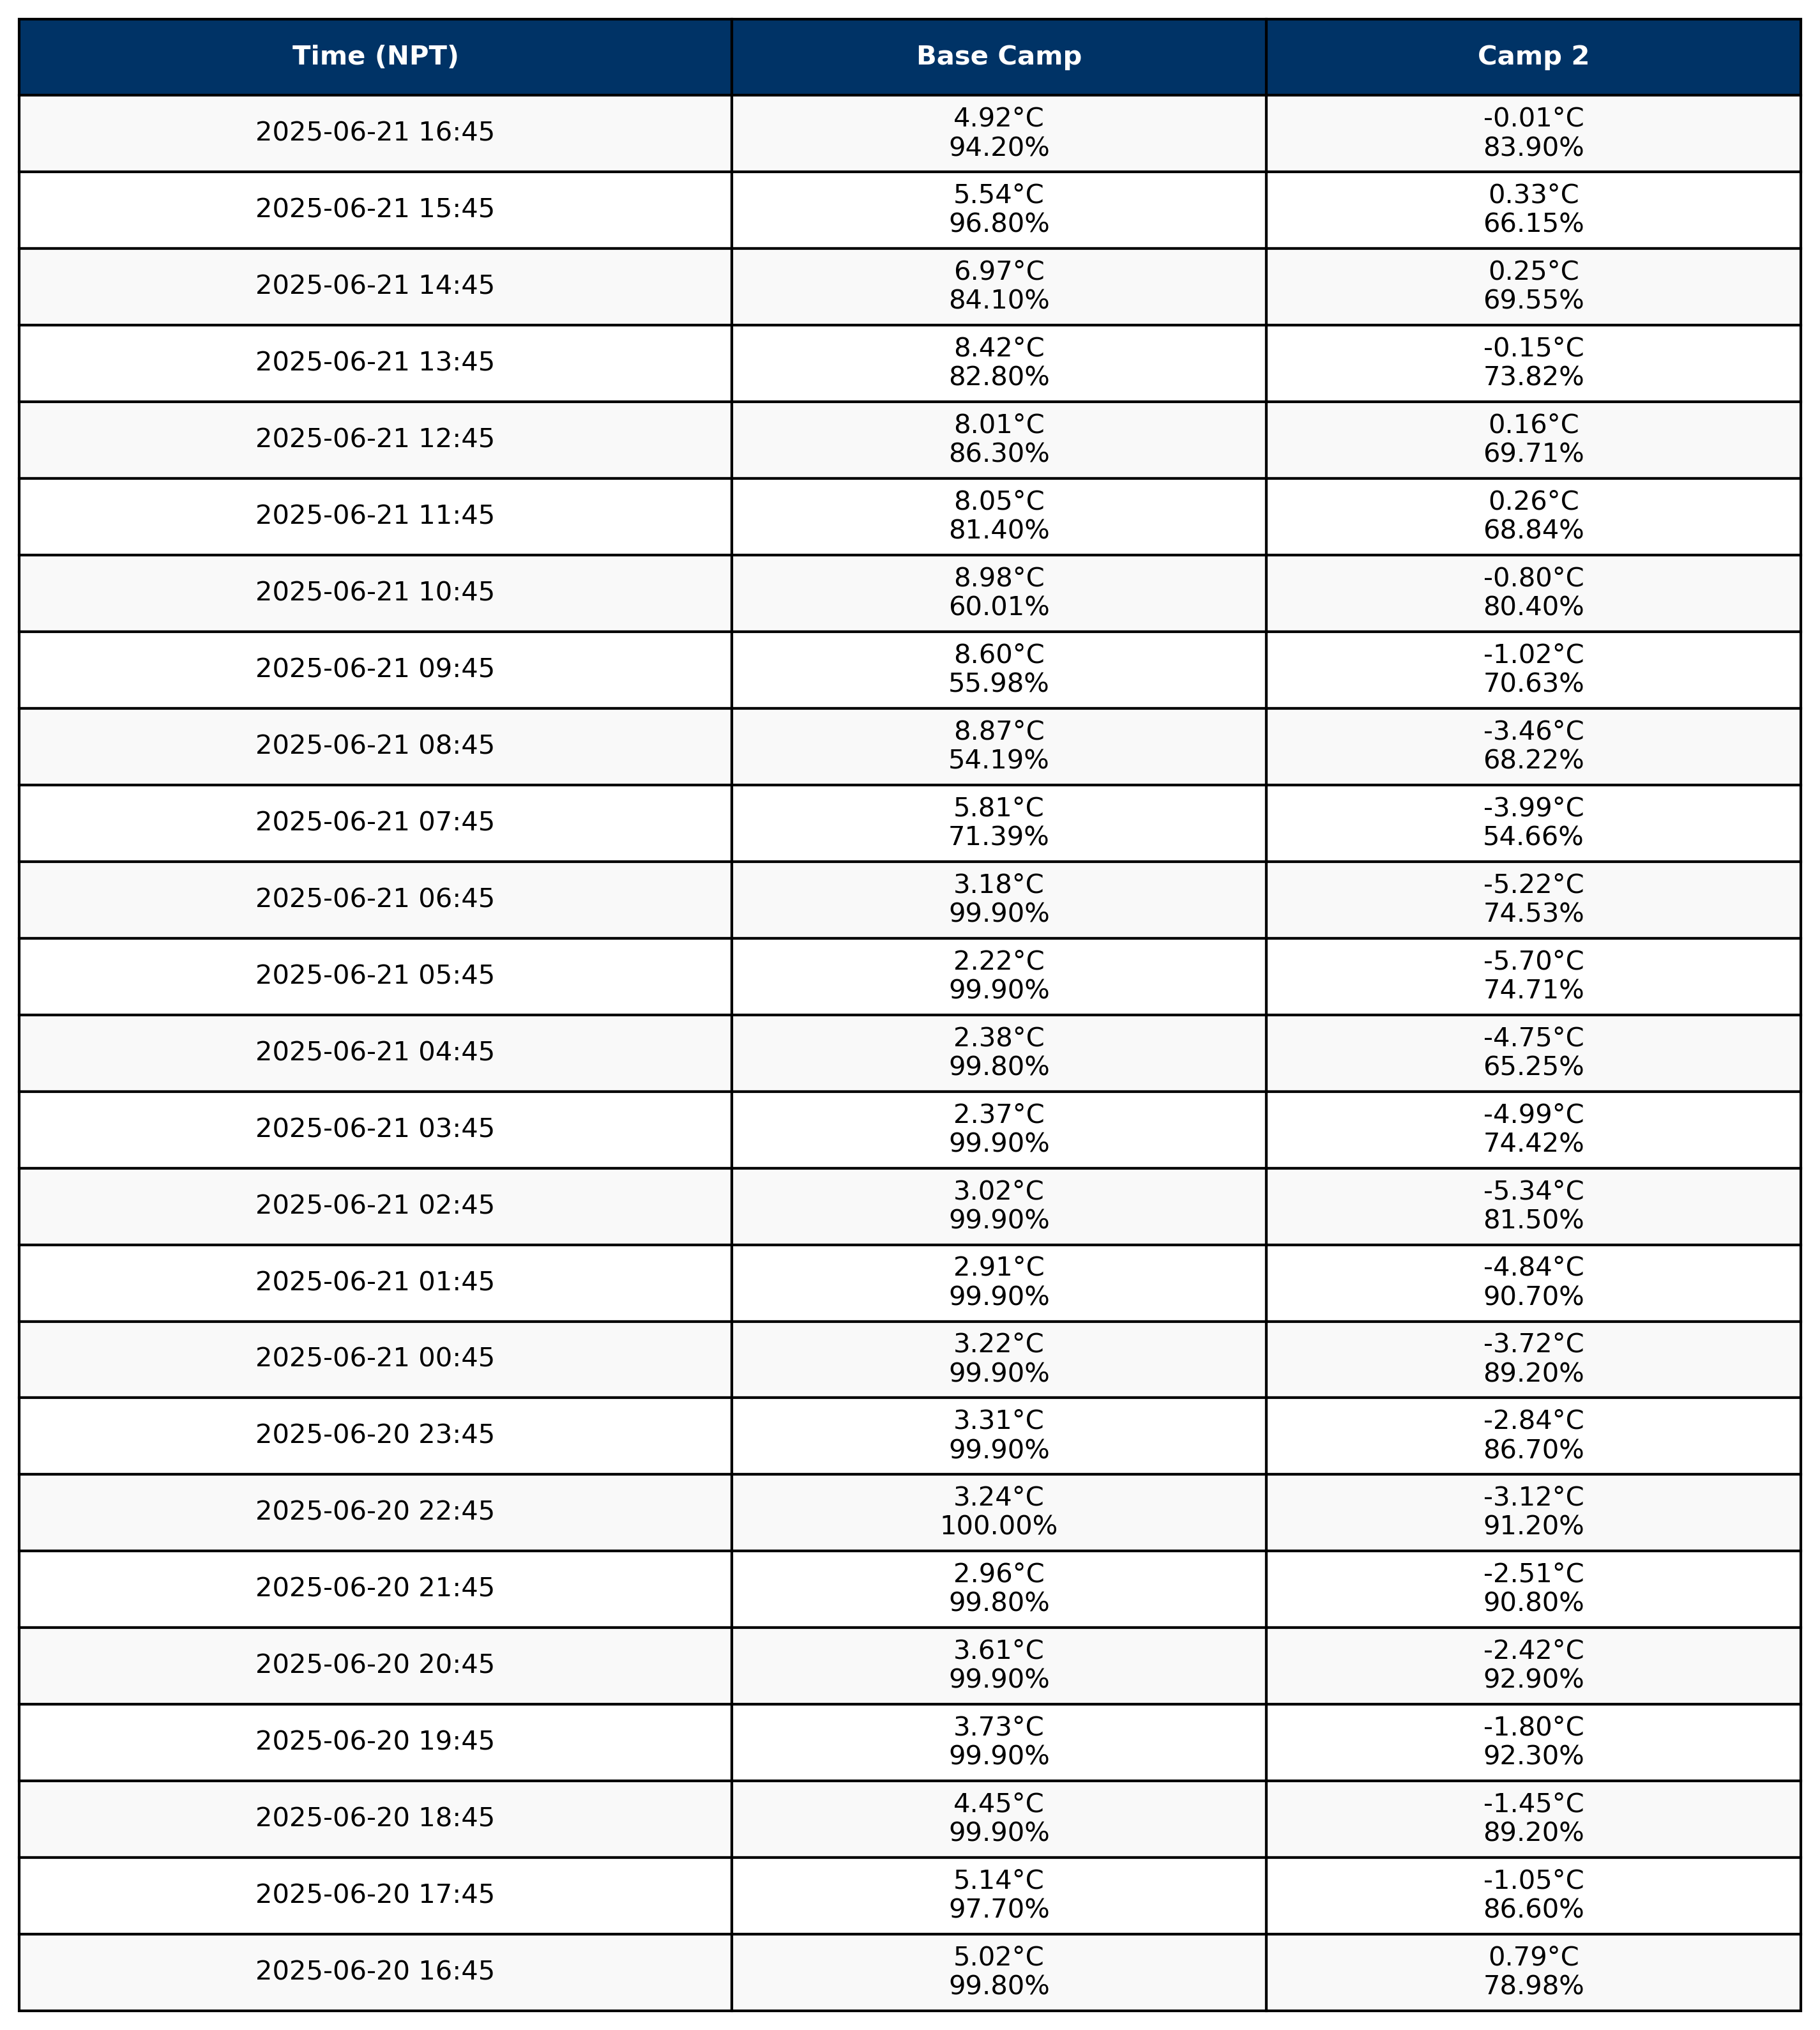 Time (NPT) Base Camp Camp 2
2025-06-21 16:45 4.92°C -0.01°C
94.20% 83.90%
2025-06-21 15:45 5.54°C 0.33°C
96.80% 66.15%
2025-06-21 14:45 6.97°C 0.25°C
84.10% 69.55%
2025-06-21 13:45 8.42°C -0.15°C
82.80% 73.82%
2025-06-21 12:45 8.01°C 0.16°C
86.30% 69.71%
2025-06-21 11:45 8.05°C 0.26°C
81.40% 68.84%
2025-06-21 10:45 8.98°C -0.80°C
60.01% 80.40%
2025-06-21 09:45 8.60°C -1.02°C
55.98% 70.63%
2025-06-21 08:45 8.87°C -3.46°C
54.19% 68.22%
2025-06-21 07:45 5.81°C -3.99°C
71.39% 54.66%
2025-06-21 06:45 3.18°C -5.22°C
99.90% 74.53%
2025-06-21 05:45 2.22°C -5.70°C
99.90% 74.71%
2025-06-21 04:45 2.38°C -4.75°C
99.80% 65.25%
2025-06-21 03:45 2.37°C -4.99°C
99.90% 74.42%
2025-06-21 02:45 3.02°C -5.34°C
99.90% 81.50%
2025-06-21 01:45 2.91°C -4.84°C
99.90% 90.70%
2025-06-21 00:45 3.22°C -3.72°C
99.90% 89.20%
2025-06-20 23:45 3.31°C -2.84°C
99.90% 86.70%
2025-06-20 22:45 3.24°C -3.12°C
100.00% 91.20%
2025-06-20 21:45 2.96°C -2.51°C
99.80% 90.80%
2025-06-20 20:45 3.61°C -2.42°C
99.90% 92.90%
2025-06-20 19:45 3.73°C -1.80°C
99.90% 92.30%
2025-06-20 18:45 4.45°C -1.45°C
99.90% 89.20%
2025-06-20 17:45 5.14°C -1.05°C
97.70% 86.60%
2025-06-20 16:45 5.02°C 0.79°C
99.80% 78.98%